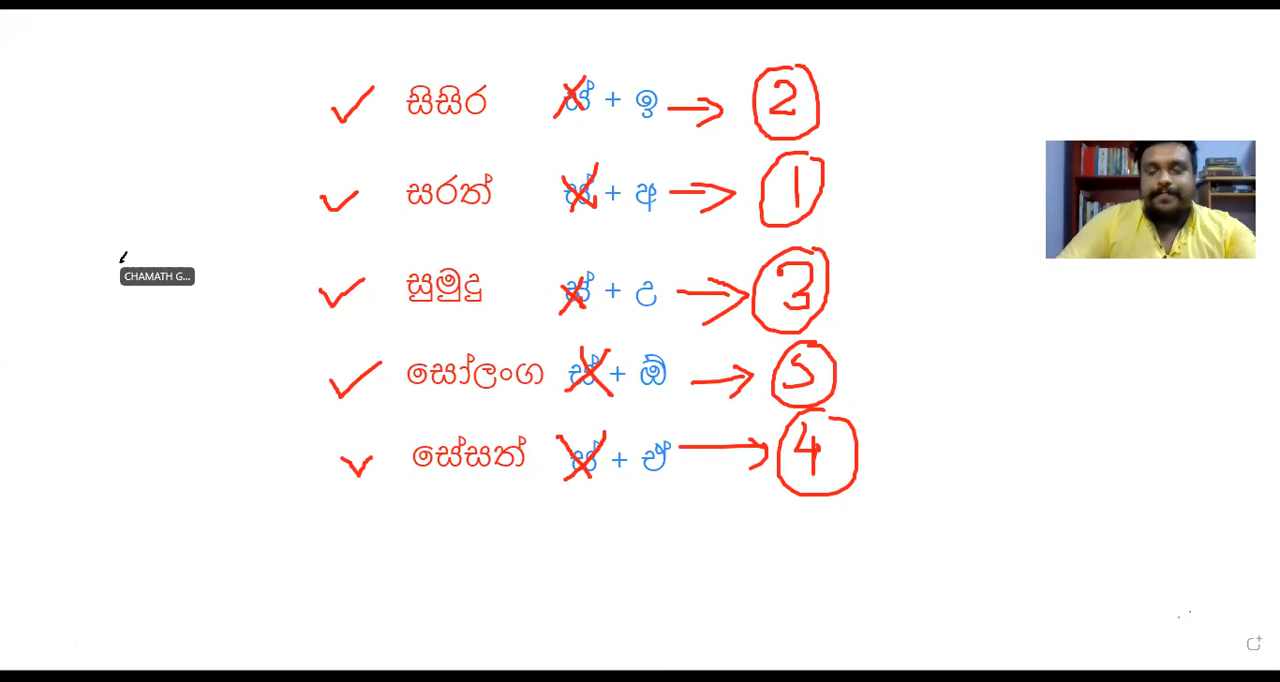 සිසිර ස් + ඉ → 2
සරත් ස් + අ → 1
සුමුදු ස් + උ → 3
සෝලංග ස් + ඕ → 5
සේසත් ස් + ඒ → 4
CHAMATH G...